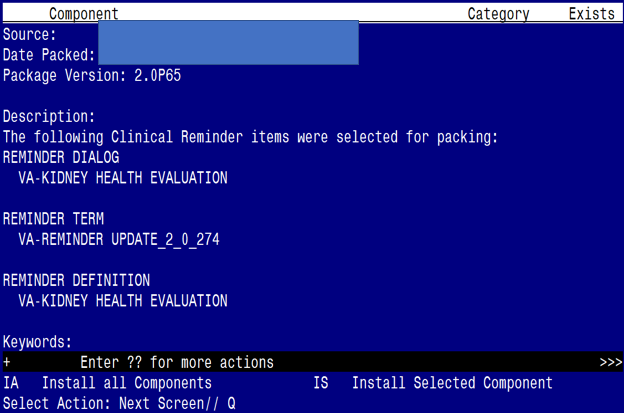 Component Category Exists
Source:
Date Packed:
Package Version: 2.0P65
Description:
The following Clinical Reminder items were selected for packing:
REMINDER DIALOG
VA-KIDNEY HEALTH EVALUATION
REMINDER TERM
VA-REMINDER UPDATE_2_0_274
REMINDER DEFINITION
VA-KIDNEY HEALTH EVALUATION
Keywords:
+ Enter ?? for more actions >>>
IA Install all Components IS Install Selected Component
Select Action: Next Screen// Q